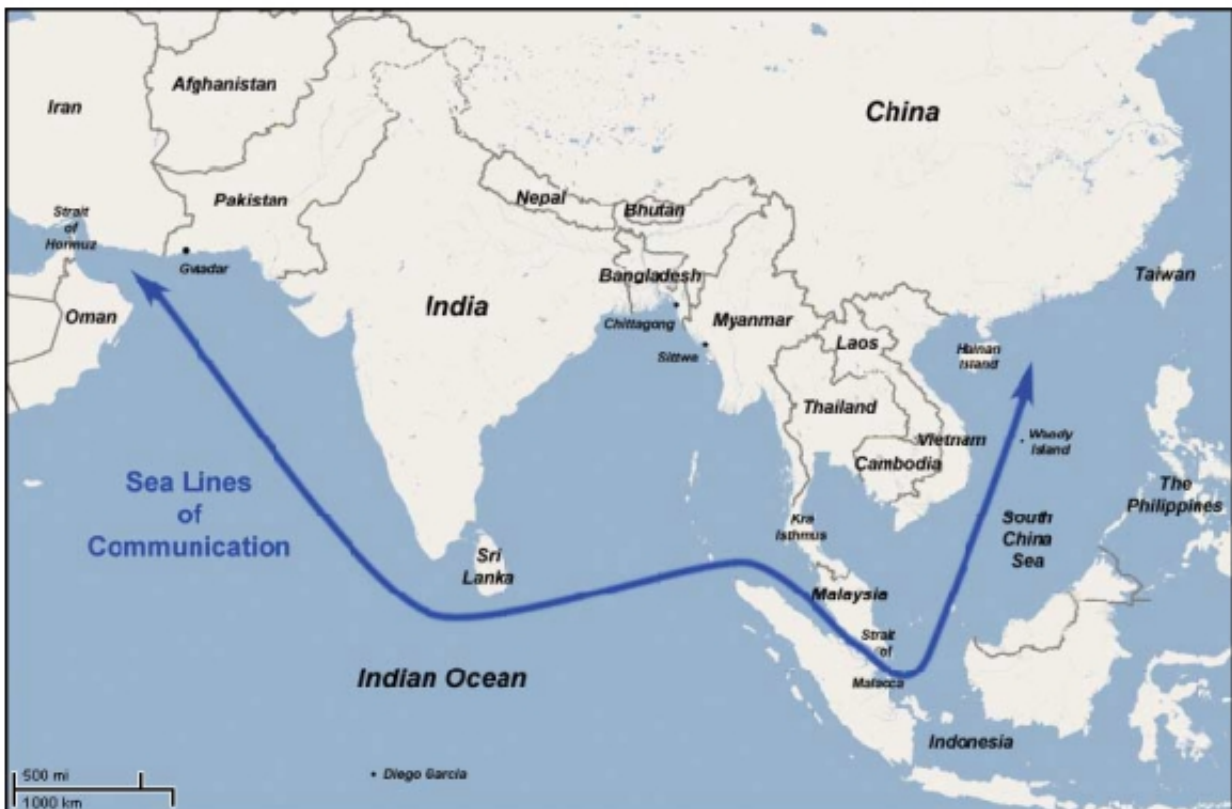 Iran
Afghanistan
China
Pakistan
Nepal
Bhutan
Strait
of
Hormuz
Gwadar
Bangladesh
Taiwan
Oman
India
Chittagong
Myanmar
Sittwe
Laos
Hainan
Island
Thailand
Vietnam
Woody
Island
Cambodia
Sea Lines
of
Communication
The
Philippines
Kra
Isthmus
South
China
Sea
Sri
Lanka
Malaysia
Strait
of
Malacca
Indian Ocean
Indonesia
Diego Garcia
500 mi
1000 km